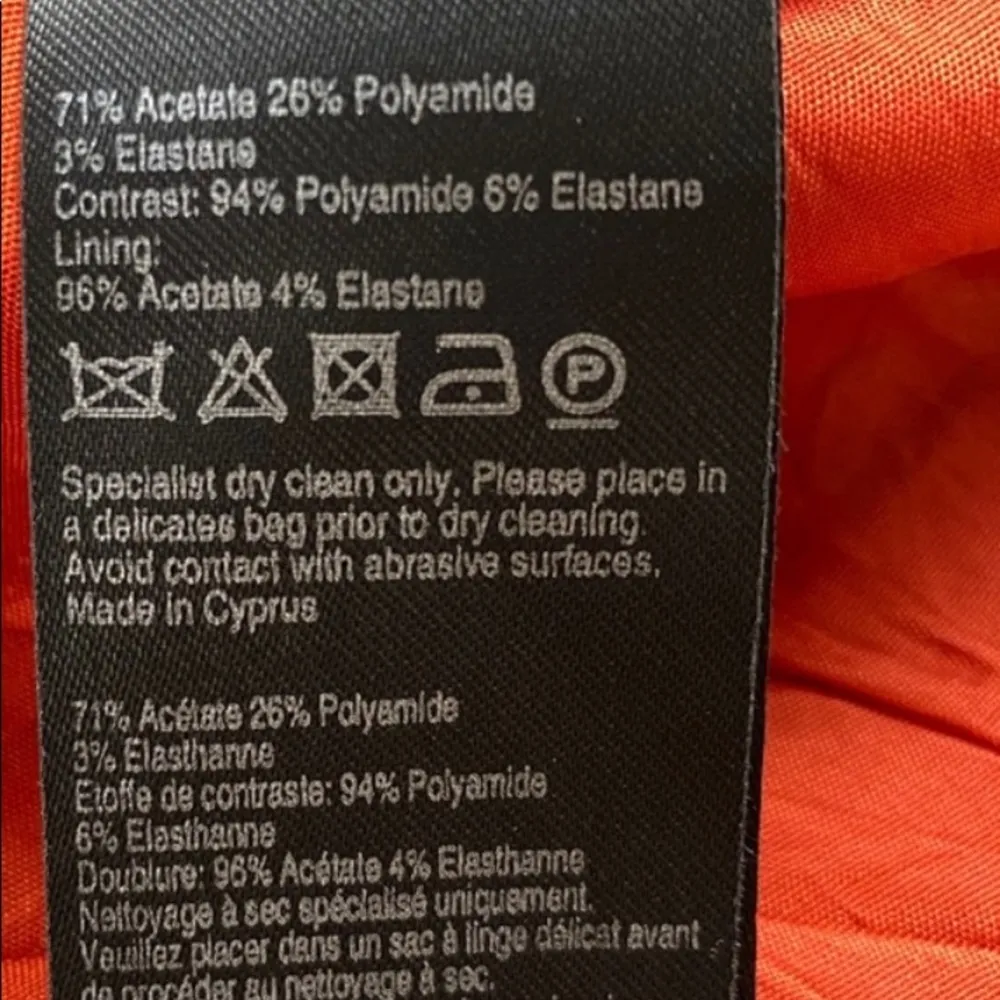 71% Acetate 26% Polyamide
3% Elastane
Contrast: 94% Polyamide 6% Elastane
Lining:
96% Acetate 4% Elastane
P
Specialist dry clean only. Please place in
a delicates bag prior to dry cleaning.
Avoid contact with abrasive surfaces.
Made in Cyprus
71% Acétate 26% Polyamide
3% Elasthanne
Etoffe de contraste: 94% Polyamide
6% Elasthanne
Doublure: 96% Acétate 4% Elasthanne
Nettoyage à sec spécialisé uniquement.
Veuillez placer dans un sac à linge délicat avant
de procéder au nettoyage à sec.